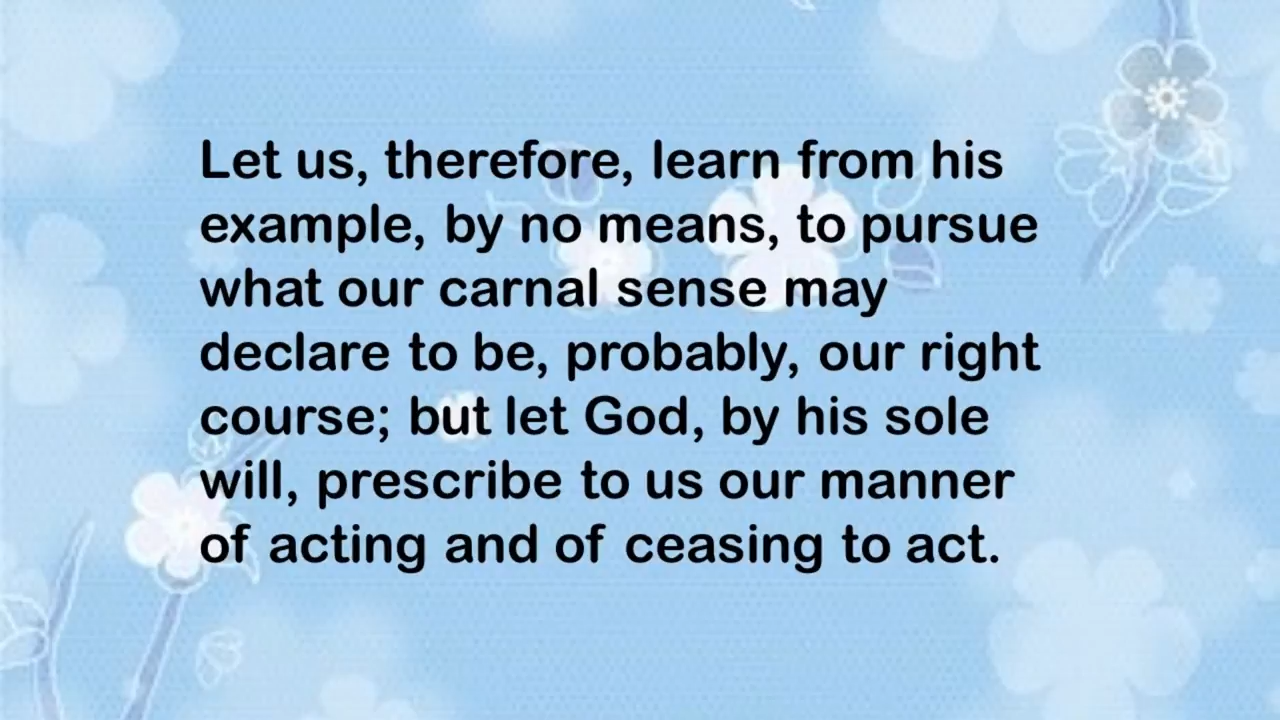 Let us, therefore, learn from his
example, by no means, to pursue
what our carnal sense may
declare to be, probably, our right
course; but let God, by his sole
will, prescribe to us our manner
of acting and of ceasing to act.